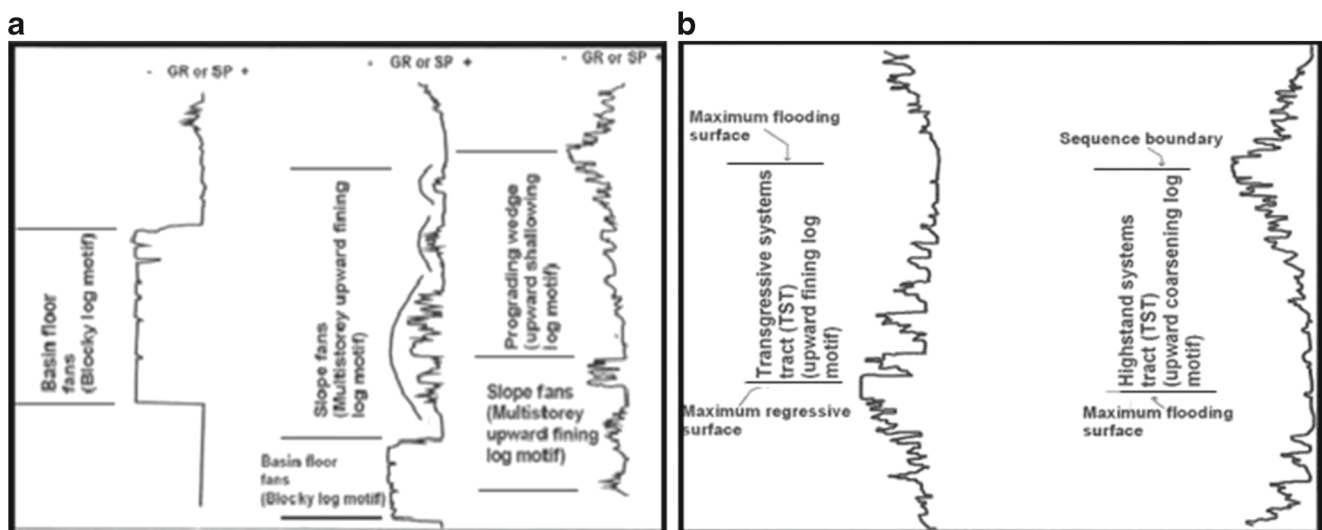 a
- GR or SP +
- GR or SP +
- GR or SP +
Basin floor
fans
(Blocky log motif)
Slope fans
(Multistorey upward fining
log motif)
Basin floor
fans
(Blocky log motif)
Prograding wedge
(upward shallowing
log motif)
Slope fans
(Multistorey
upward fining
log motif)
b
Maximum flooding
surface
Transgressive systems
tract (TST)
(upward fining log
motif)
Maximum regressive
surface
Sequence boundary
Highstand systems
tract (TST)
(upward coarsening log
motif)
Maximum flooding
surface